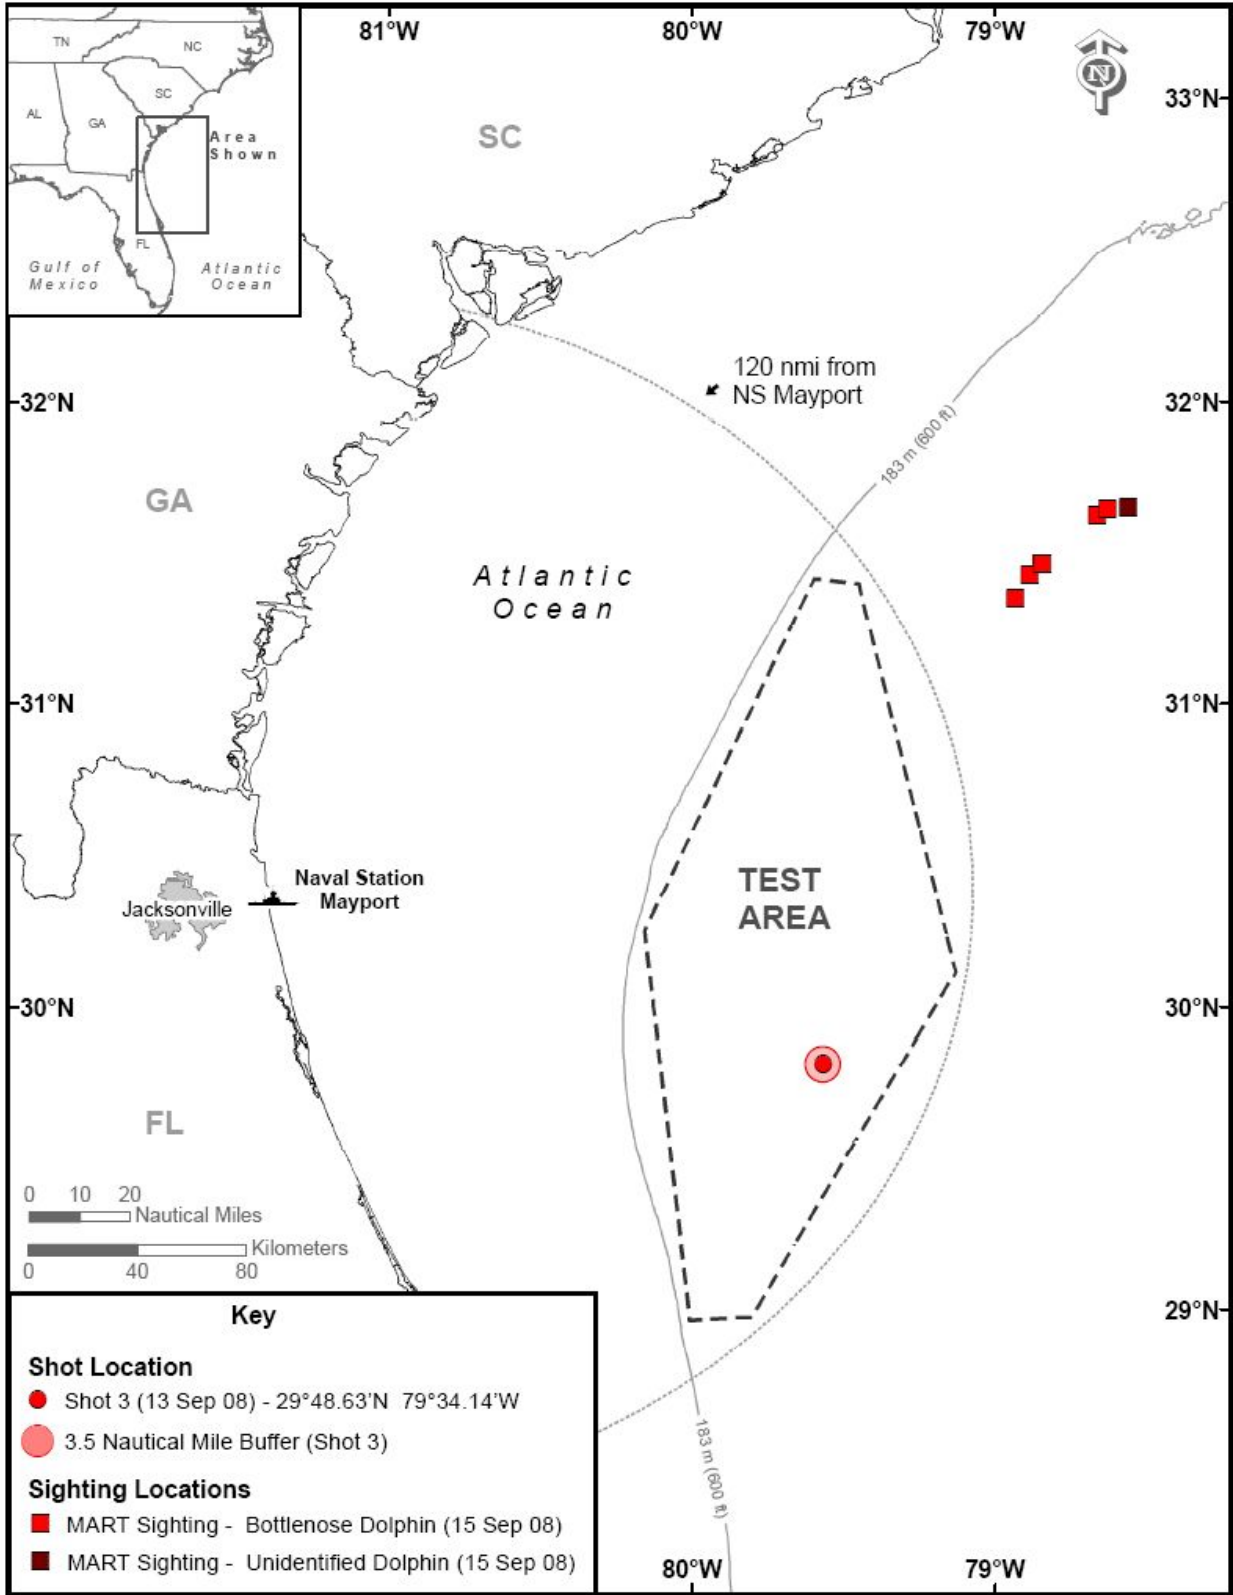 81°W
80°W
79°W
TN
NC
SC
AL
GA
Area
Shown
FL
Gulf of
Mexico
Atlantic
Ocean
N
33°N
SC
120 nmi from
NS Mayport
32°N
32°N
183 m (600 ft)
GA
Atlantic
Ocean
31°N
31°N
TEST
AREA
Naval Station
Mayport
Jacksonville
30°N
30°N
FL
0 10 20
Nautical Miles
Kilometers
0 40 80
29°N
Key
Shot Location
Shot 3 (13 Sep 08) - 29°48.63'N 79°34.14'W
3.5 Nautical Mile Buffer (Shot 3)
Sighting Locations
MART Sighting - Bottlenose Dolphin (15 Sep 08)
MART Sighting - Unidentified Dolphin (15 Sep 08)
183 m (600 ft)
80°W
79°W